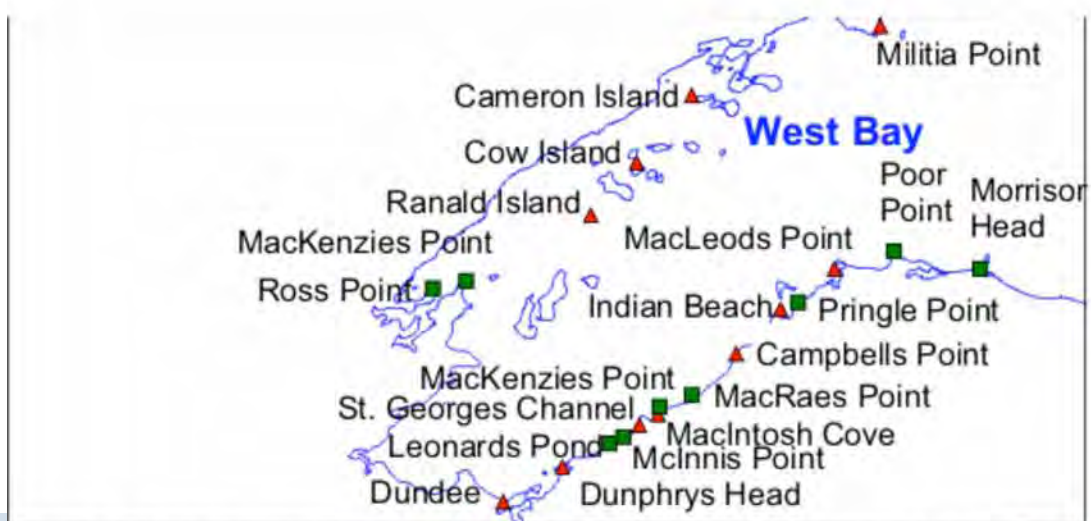 Militia Point
Cameron Island
West Bay
Cow Island
Poor
Point
Morrison
Head
Ranald Island
MacKenzies Point
MacLeods Point
Ross Point
Indian Beach
Pringle Point
Campbells Point
MacKenzies Point
MacRaes Point
St. Georges Channel
MacIntosh Cove
Leonards Pond
McInnis Point
Dundee
Dunphrys Head